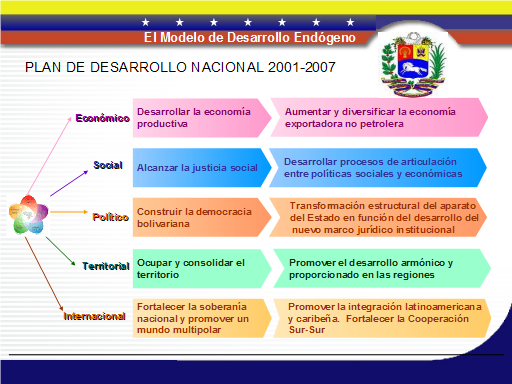 El Modelo de Desarrollo Endógeno
PLAN DE DESARROLLO NACIONAL 2001-2007
Económico
Desarrollar la economía
productiva
Aumentar y diversificar la economía
exportadora no petrolera
Social
Alcanzar la justicia social
Desarrollar procesos de articulación
entre políticas sociales y económicas
Político
Construir la democracia
bolivariana
Transformación estructural del aparato
del Estado en función del desarrollo del
nuevo marco jurídico institucional
Territorial
Ocupar y consolidar el
territorio
Promover el desarrollo armónico y
proporcionado en las regiones
Internacional
Fortalecer la soberanía
nacional y promover un
mundo multipolar
Promover la integración latinoamericana
y caribeña. Fortalecer la Cooperación
Sur-Sur